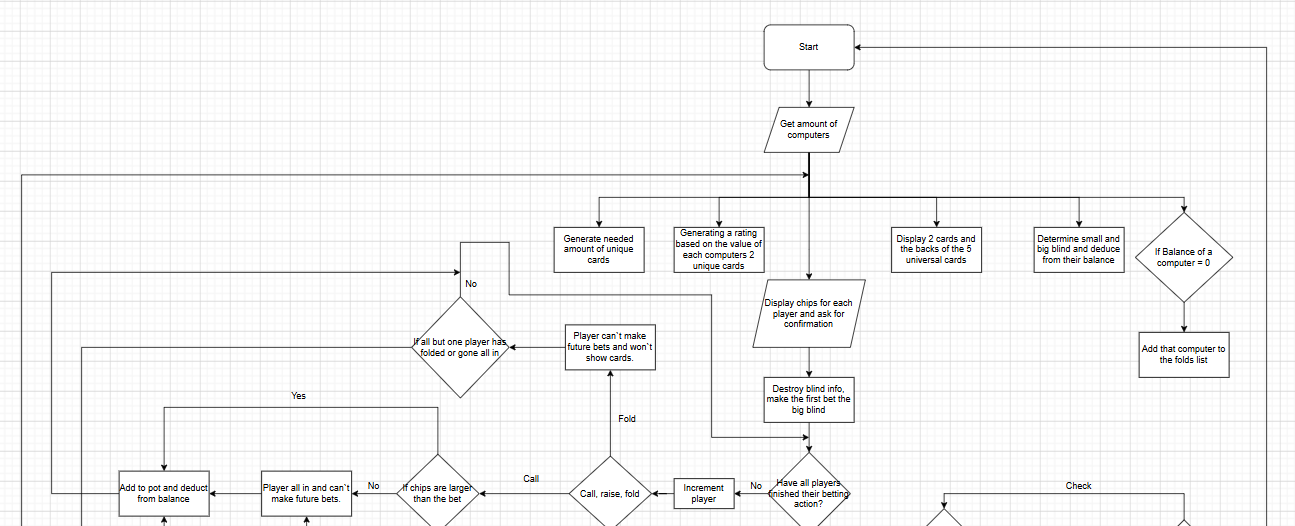 Start
Get amount of
computers
Generate needed
amount of unique
cards
Generating a rating
based on the value of
each computers 2
unique cards
Display 2 cards and
the backs of the 5
universal cards
Determine small and
big blind and deduce
from their balance
If Balance of a
computer = 0
No
Display chips for each
player and ask for
confirmation
If all but one player has
folded or gone all in
Player can`t make
future bets and won`t
show cards.
Add that computer to
the folds list
Destroy blind info,
make the first bet the
big blind
Yes
Fold
Add to pot and deduct
from balance
Player all in and can`t
make future bets.
No
If chips are larger
than the bet
Call
Call, raise, fold
Increment
player
No
Have all players
finished their betting
action?
Check